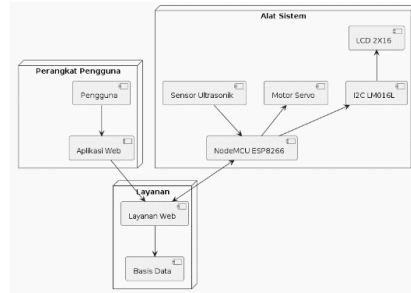 Alat Sistem
LCD 2X16
Perangkat Pengguna
Pengguna
Sensor Ultrasonik
Motor Servo
I2C LM016L
Aplikasi Web
NodeMCU ESP8266
Layanan
Layanan Web
Basis Data